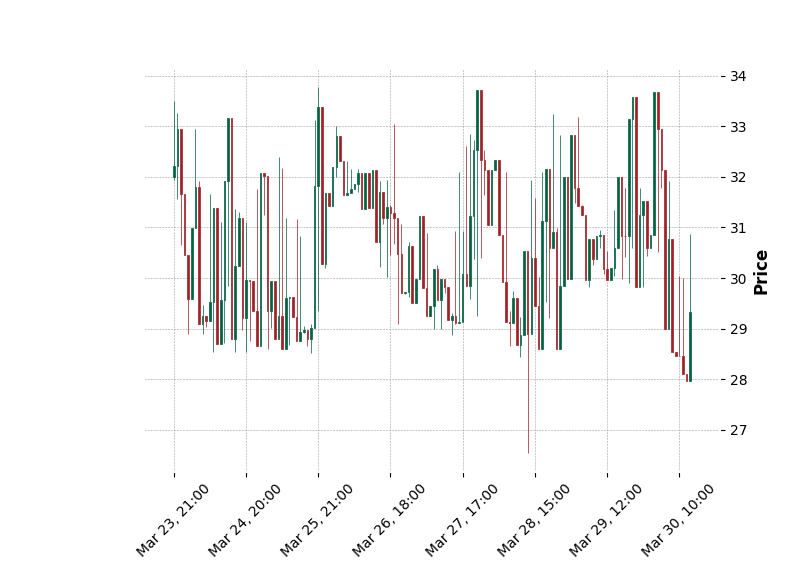 34
33
32
31
30
29
28
27
Price
Mar 23, 21:00
Mar 24, 20:00
Mar 25, 21:00
Mar 26, 18:00
Mar 27, 17:00
Mar 28, 15:00
Mar 29, 12:00
Mar 30, 10:00